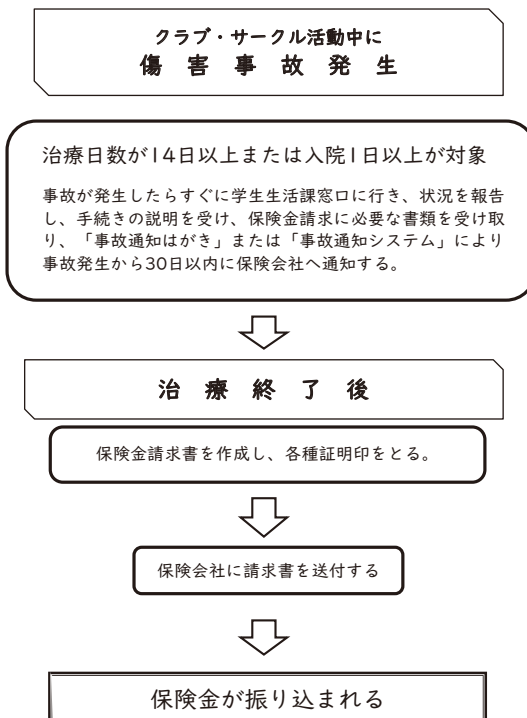 クラブ・サークル活動中に
傷害事故発生
治療日数が14日以上または入院1日以上が対象
事故が発生したらすぐに学生生活課窓口に行き、状況を報告
し、手続きの説明を受け、保険金請求に必要な書類を受け取
り、「事故通知はがき」または「事故通知システム」により
事故発生から30日以内に保険会社へ通知する。
治療終了後
保険金請求書を作成し、各種証明印をとる。
保険会社に請求書を送付する
保険金が振り込まれる